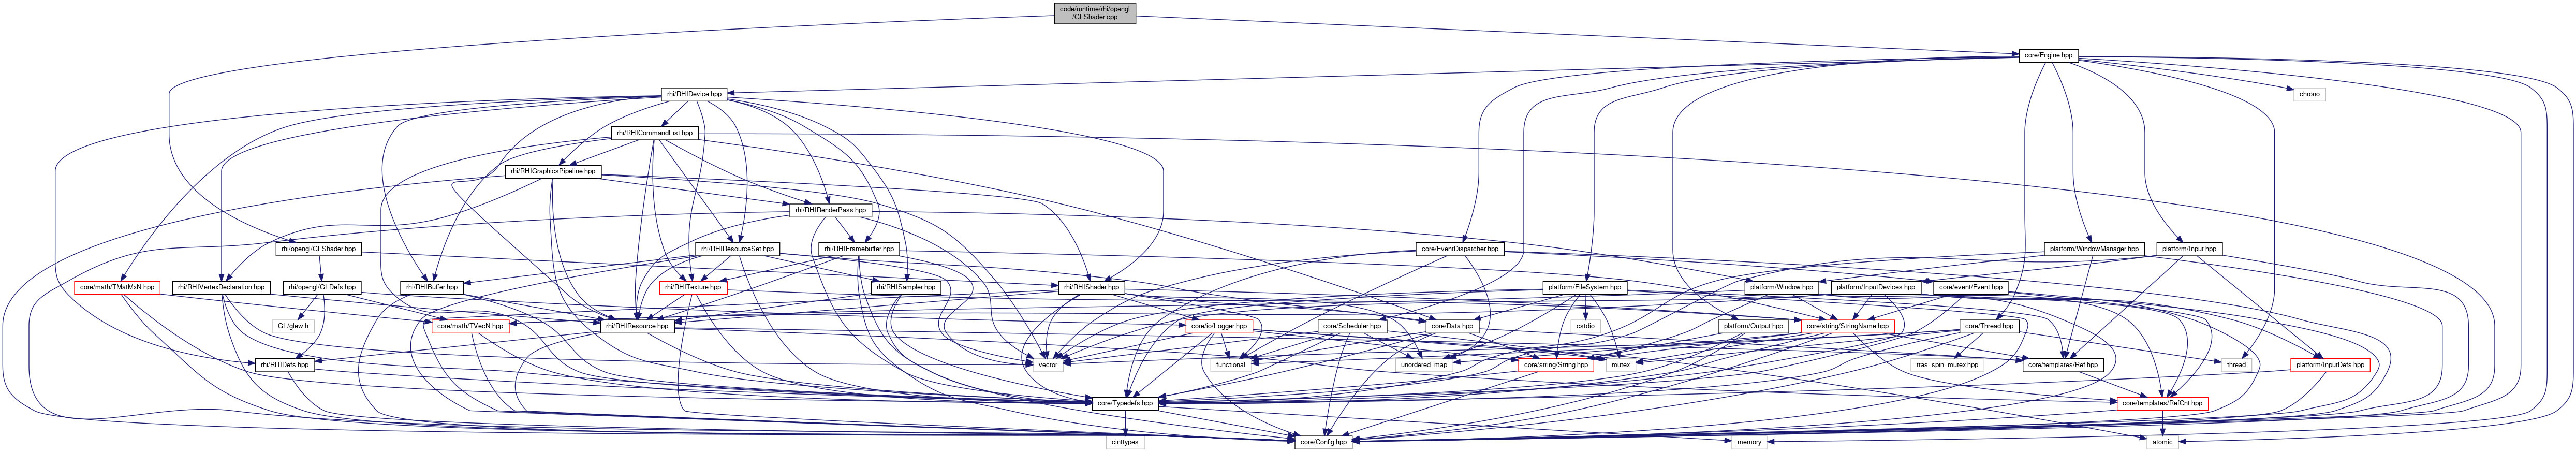 code/runtime/rhi/opengl
/GLShader.cpp
core/Engine.hpp
rhi/RHIDevice.hpp
chrono
rhi/RHICommandList.hpp
rhi/RHIGraphicsPipeline.hpp
rhi/RHIRenderPass.hpp
rhi/opengl/GLShader.hpp
rhi/RHIResourceSet.hpp
rhi/RHIFramebuffer.hpp
core/EventDispatcher.hpp
platform/WindowManager.hpp
platform/Input.hpp
core/math/TMatMxN.hpp
rhi/RHIVertexDeclaration.hpp
rhi/opengl/GLDefs.hpp
rhi/RHIBuffer.hpp
rhi/RHITexture.hpp
rhi/RHISampler.hpp
rhi/RHIShader.hpp
platform/FileSystem.hpp
platform/Window.hpp
platform/InputDevices.hpp
core/event/Event.hpp
GL/glew.h
core/math/TVecN.hpp
rhi/RHIResource.hpp
core/io/Logger.hpp
core/Scheduler.hpp
core/Data.hpp
cstdio
platform/Output.hpp
core/string/StringName.hpp
core/Thread.hpp
rhi/RHIDefs.hpp
vector
functional
unordered_map
core/string/String.hpp
mutex
ttas_spin_mutex.hpp
core/templates/Ref.hpp
thread
platform/InputDefs.hpp
core/Typedefs.hpp
core/templates/RefCnt.hpp
cinttypes
core/Config.hpp
memory
atomic